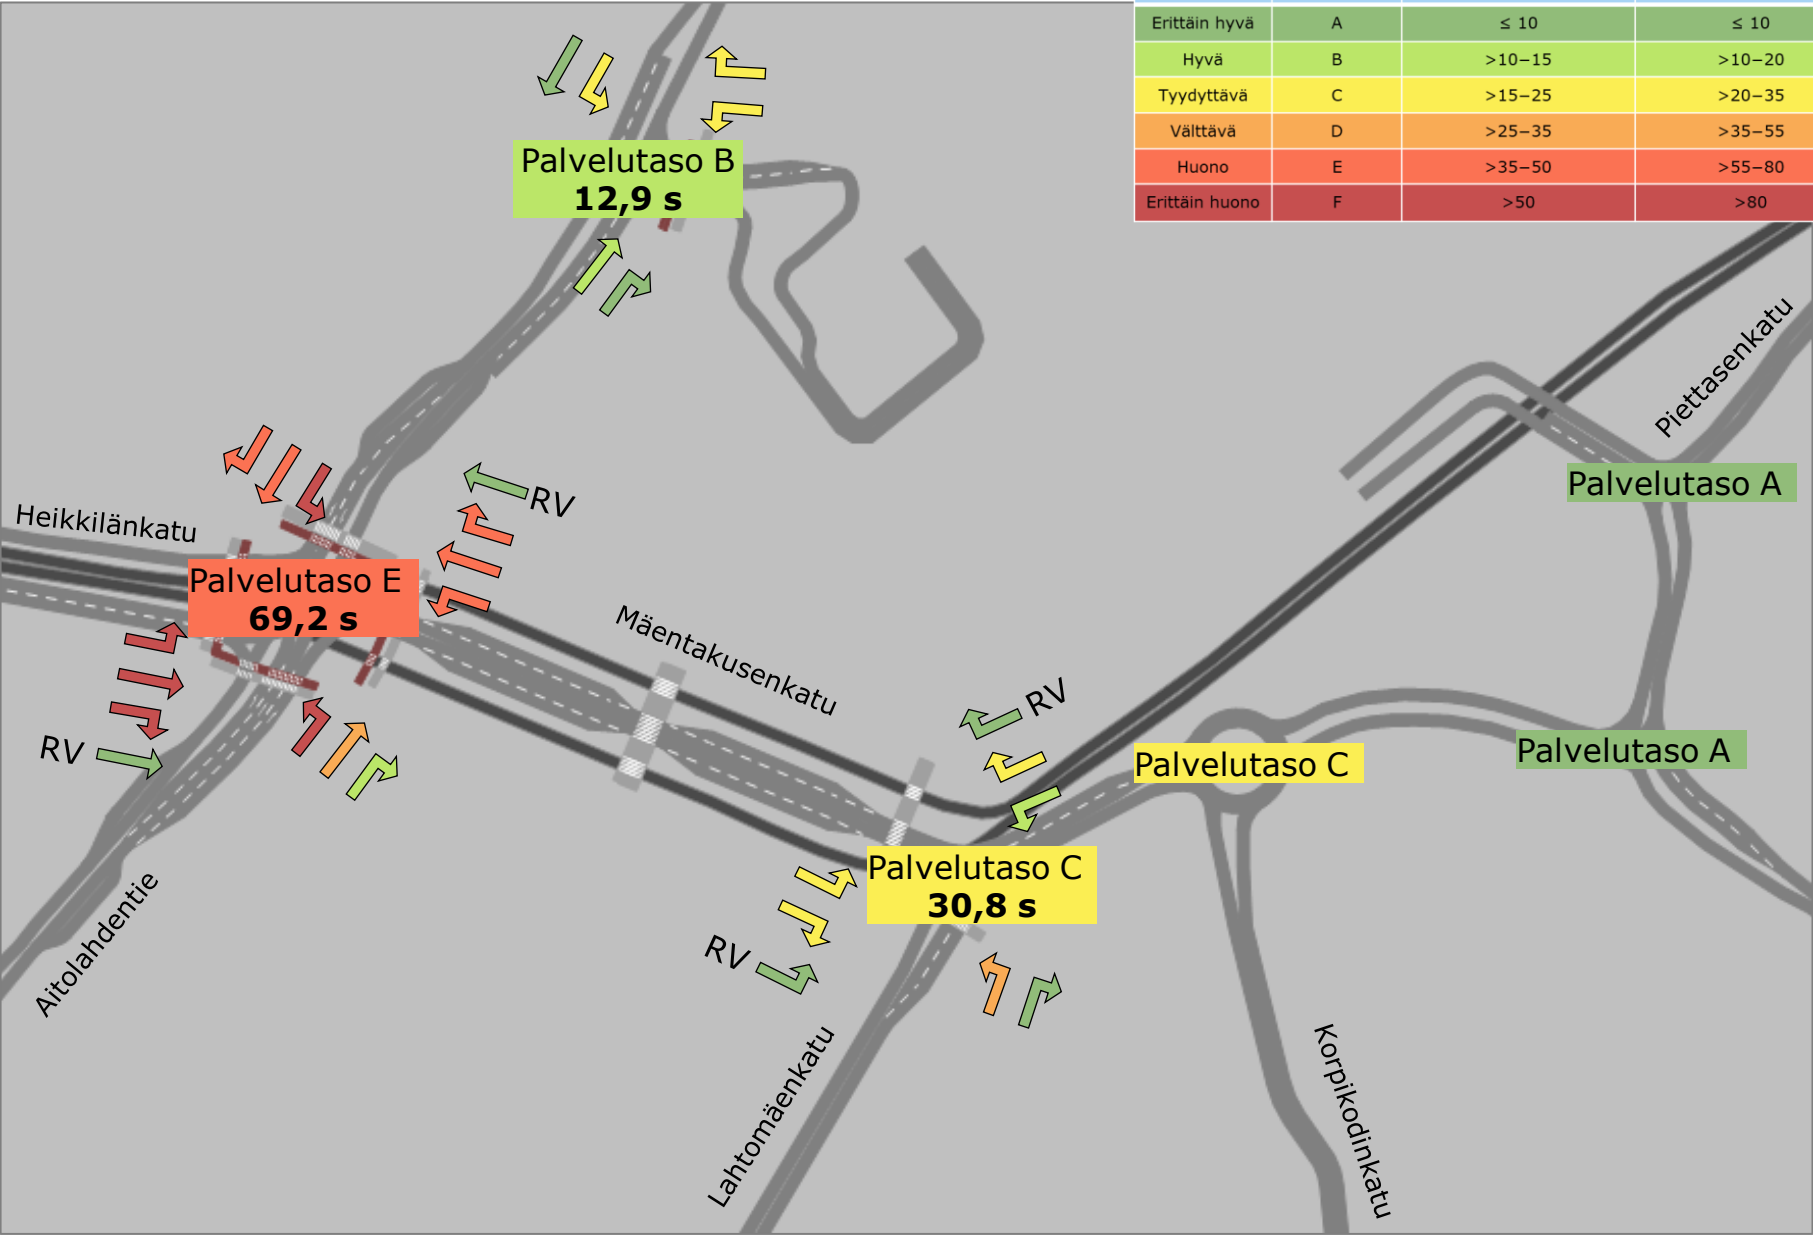 Erittäin hyvä A ≤ 10 ≤ 10
Hyvä B >10−15 >10−20
Tyydyttävä C >15−25 >20−35
Välttävä D >25−35 >35−55
Huono E >35−50 >55−80
Erittäin huono F >50 >80
Palvelutaso B
12,9 s
Piettasenkatu
Palvelutaso A
RV
Heikkilänkatu
Palvelutaso E
69,2 s
Mäentakusenkatu
RV
RV
Palvelutaso C
Palvelutaso A
Palvelutaso C
30,8 s
RV
Aitolahdentie
Lahtomäenkatu
Korpikodinkatu